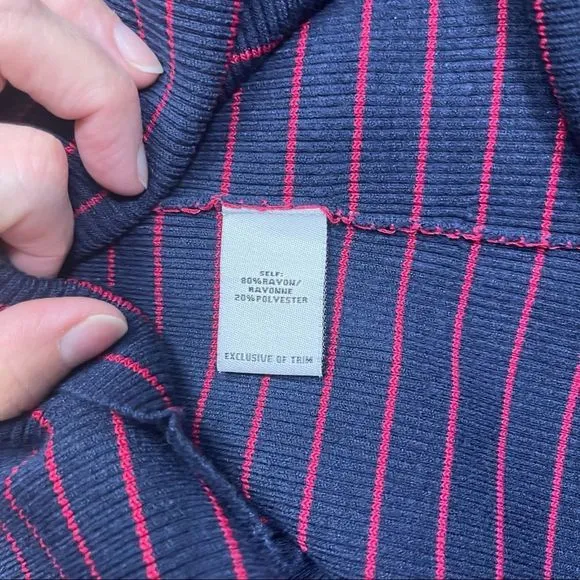 SELF:
80%RAYON/
RAYONNE
20%POLYESTER
EXCLUSIVE OF TRIM